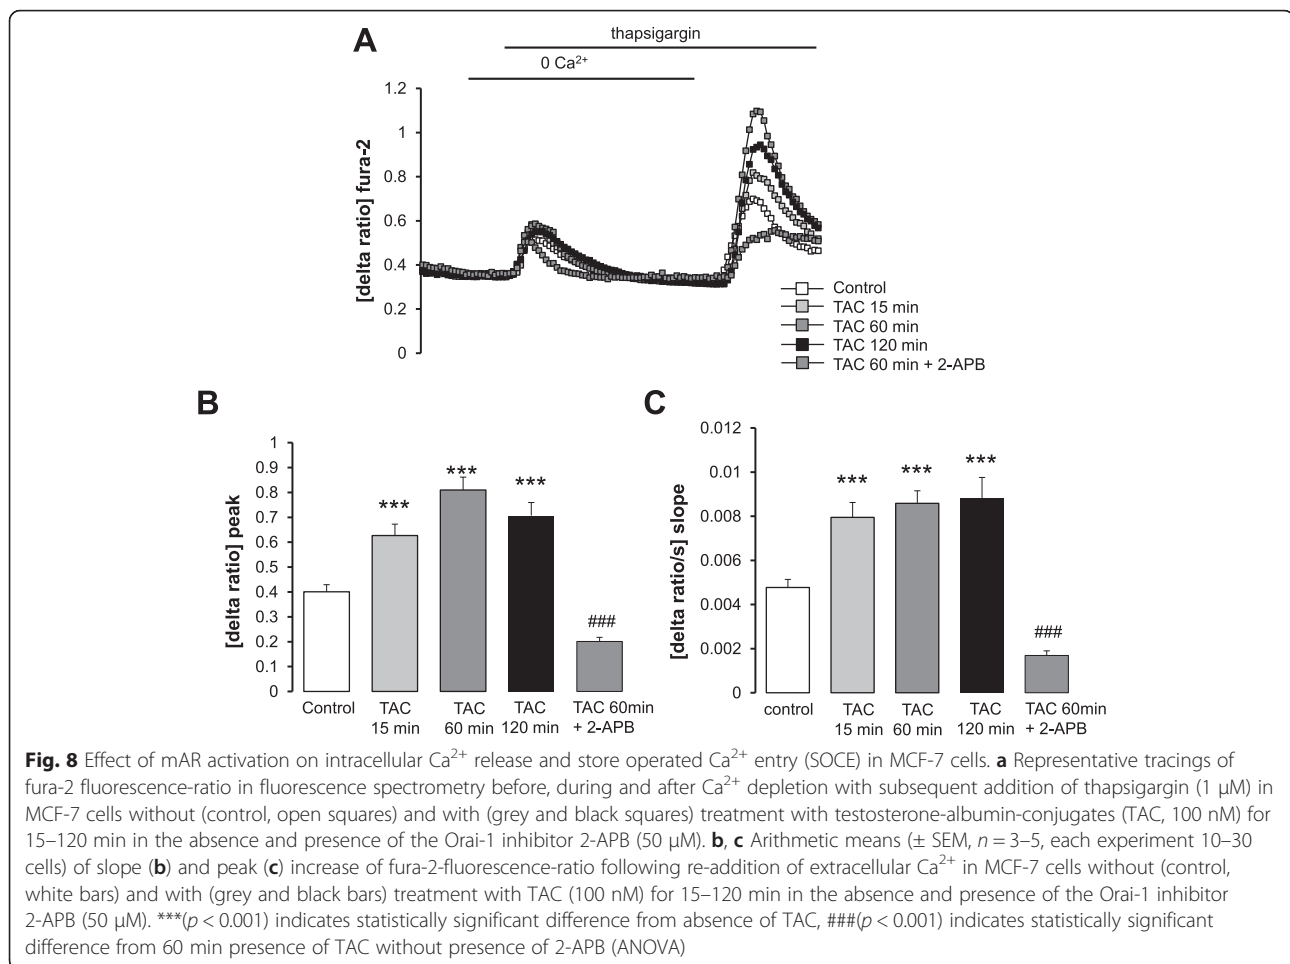 A
thapsigargin
0 Ca²⁺
[delta ratio] fura-2
1.2
1
0.8
0.6
0.4
0.2
0
Control
TAC 15 min
TAC 60 min
TAC 120 min
TAC 60 min + 2-APB
B
[delta ratio] peak
1
0.9
0.8
0.7
0.6
0.5
0.4
0.3
0.2
0.1
0
***
***
***
###
Control
TAC
15 min
TAC
60 min
TAC
120 min
TAC 60min
+ 2-APB
C
[delta ratio/s] slope
0.012
0.01
0.008
0.006
0.004
0.002
0
***
***
***
###
control
TAC
15 min
TAC
60 min
TAC
120 min
TAC 60min
+ 2-APB
Fig. 8 Effect of mAR activation on intracellular Ca²⁺ release and store operated Ca²⁺ entry (SOCE) in MCF-7 cells. a Representative tracings of
fura-2 fluorescence-ratio in fluorescence spectrometry before, during and after Ca²⁺ depletion with subsequent addition of thapsigargin (1 μM) in
MCF-7 cells without (control, open squares) and with (grey and black squares) treatment with testosterone-albumin-conjugates (TAC, 100 nM) for
15–120 min in the absence and presence of the Orai-1 inhibitor 2-APB (50 μM). b, c Arithmetic means (± SEM, n = 3–5, each experiment 10–30
cells) of slope (b) and peak (c) increase of fura-2-fluorescence-ratio following re-addition of extracellular Ca²⁺ in MCF-7 cells without (control,
white bars) and with (grey and black bars) treatment with TAC (100 nM) for 15–120 min in the absence and presence of the Orai-1 inhibitor
2-APB (50 μM). ***(p < 0.001) indicates statistically significant difference from absence of TAC, ###(p < 0.001) indicates statistically significant
difference from 60 min presence of TAC without presence of 2-APB (ANOVA)